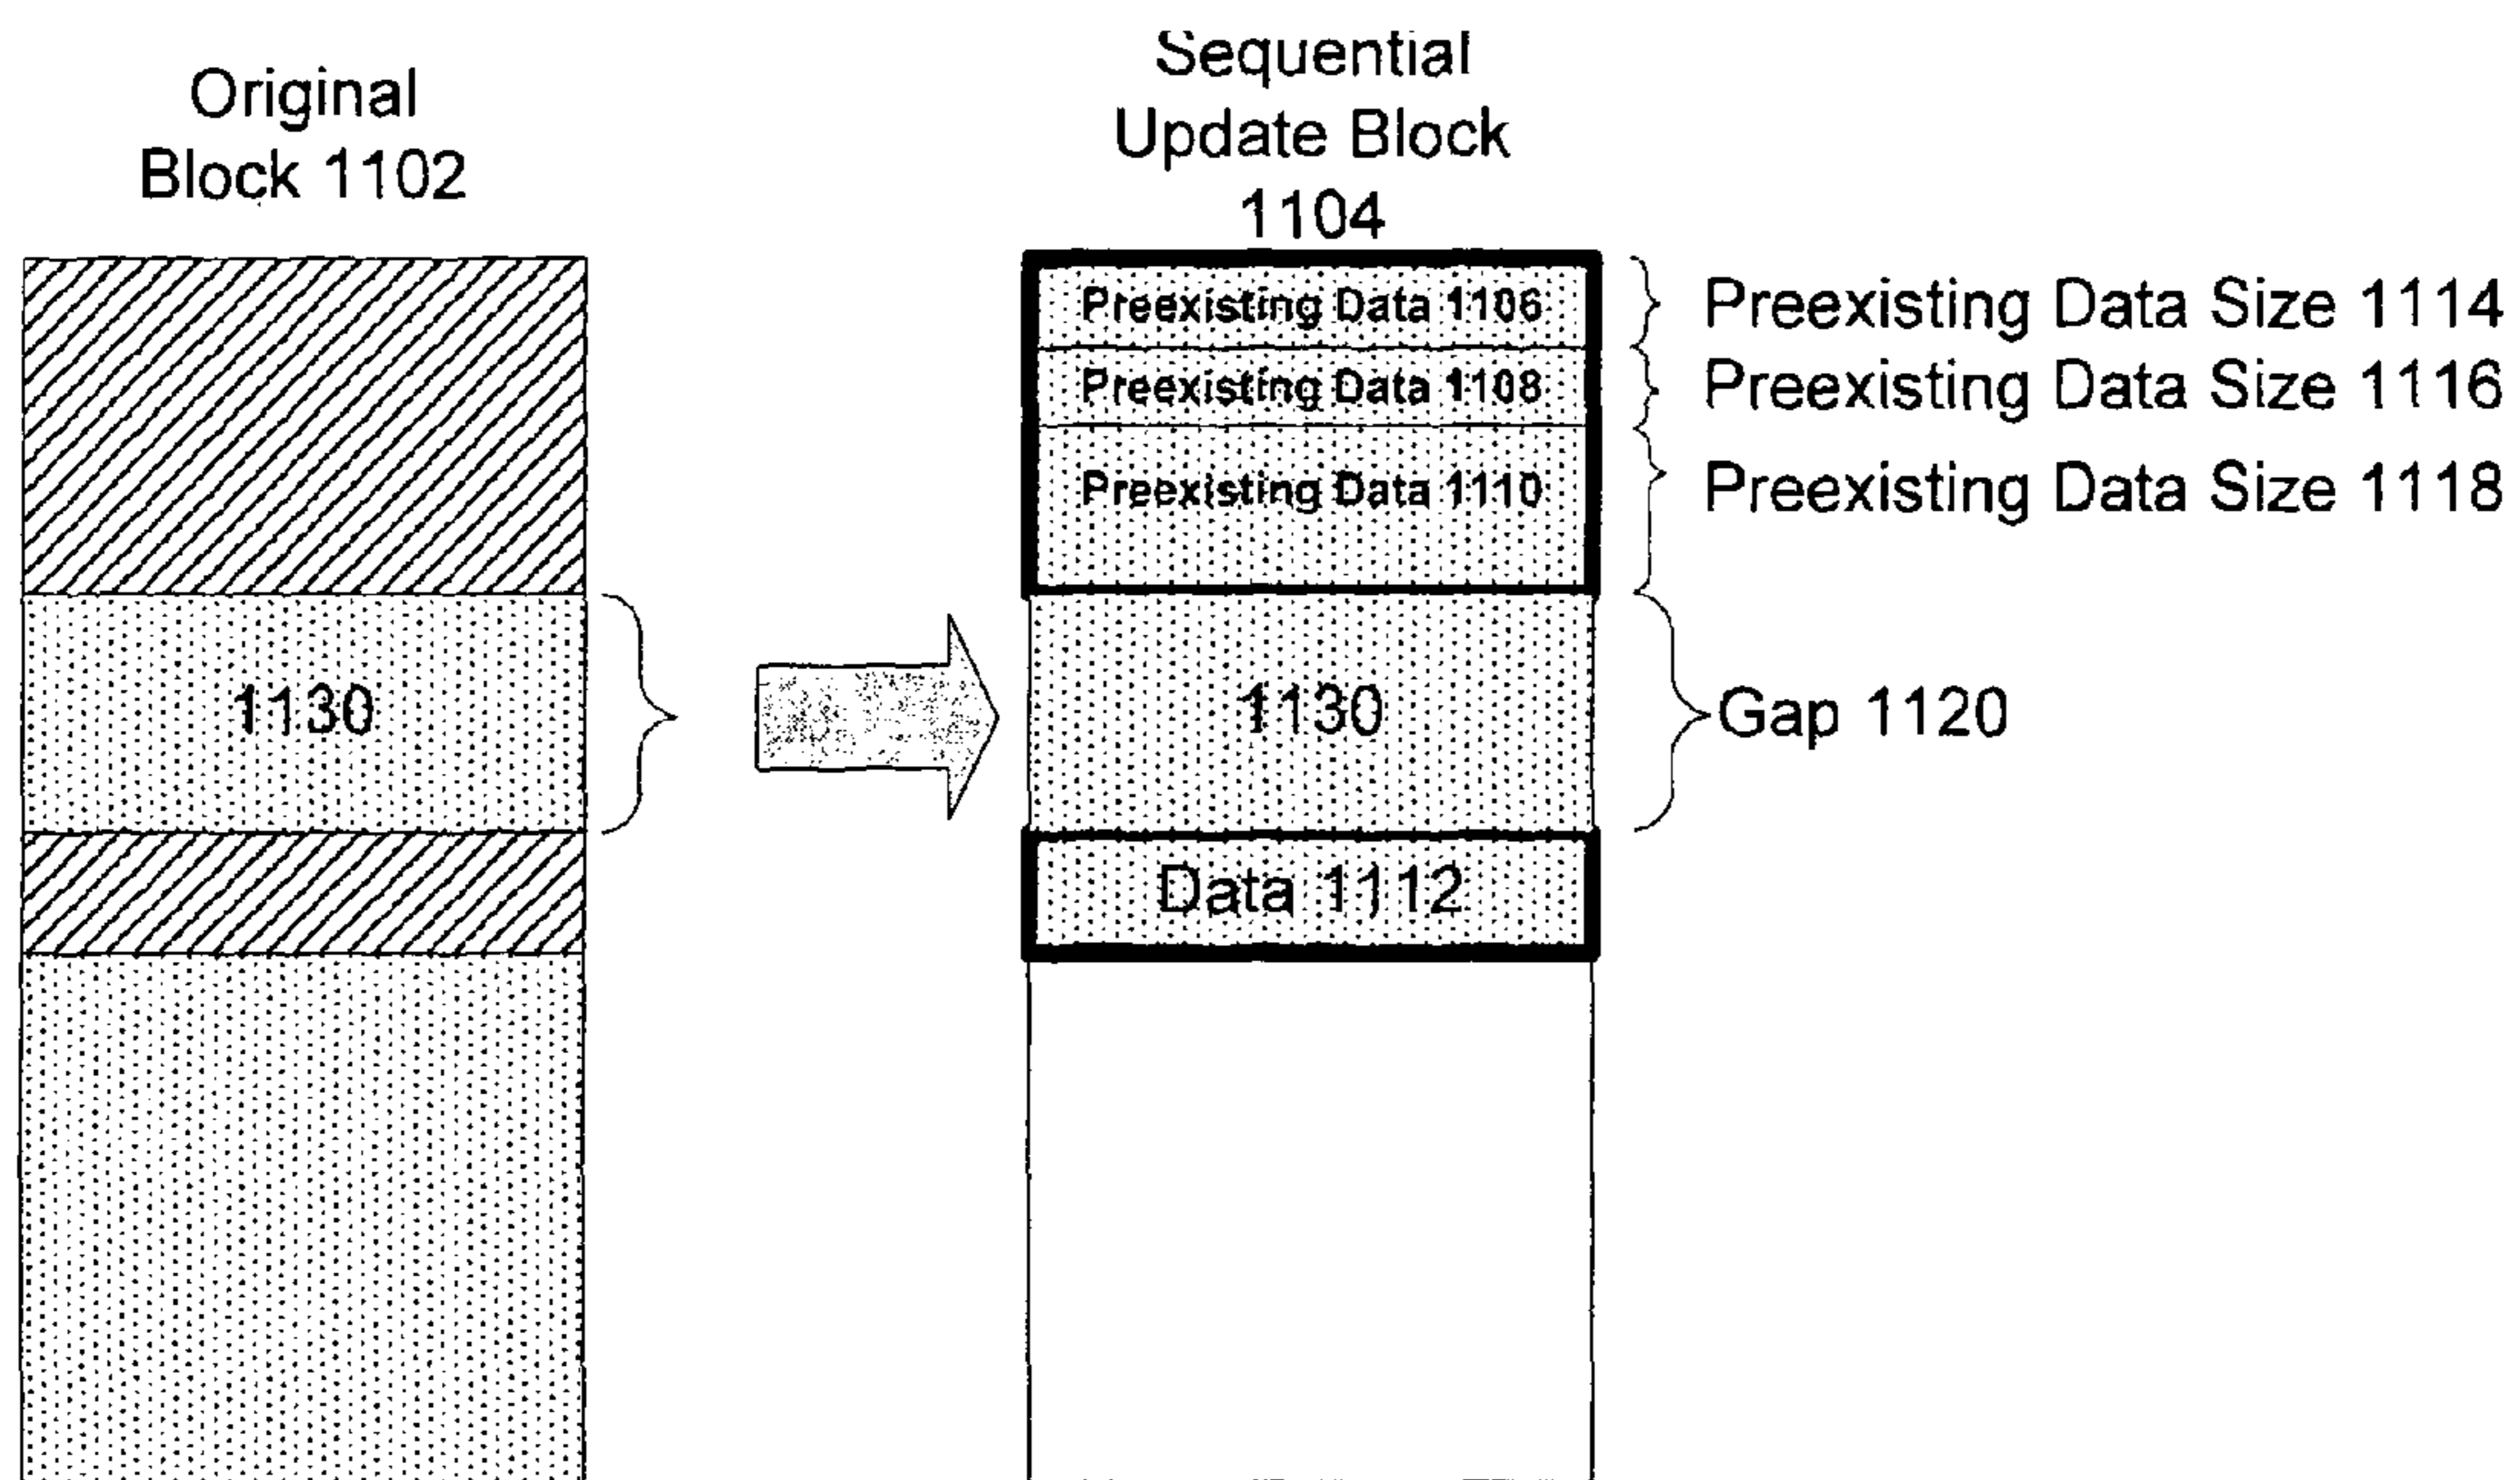 Original
Block 1102
Sequential
Update Block
1104
Preexisting Data 1106
Preexisting Data Size 1114
Preexisting Data 1108
Preexisting Data Size 1116
Preexisting Data 1110
Preexisting Data Size 1118
1130
1130
Gap 1120
Data 1112